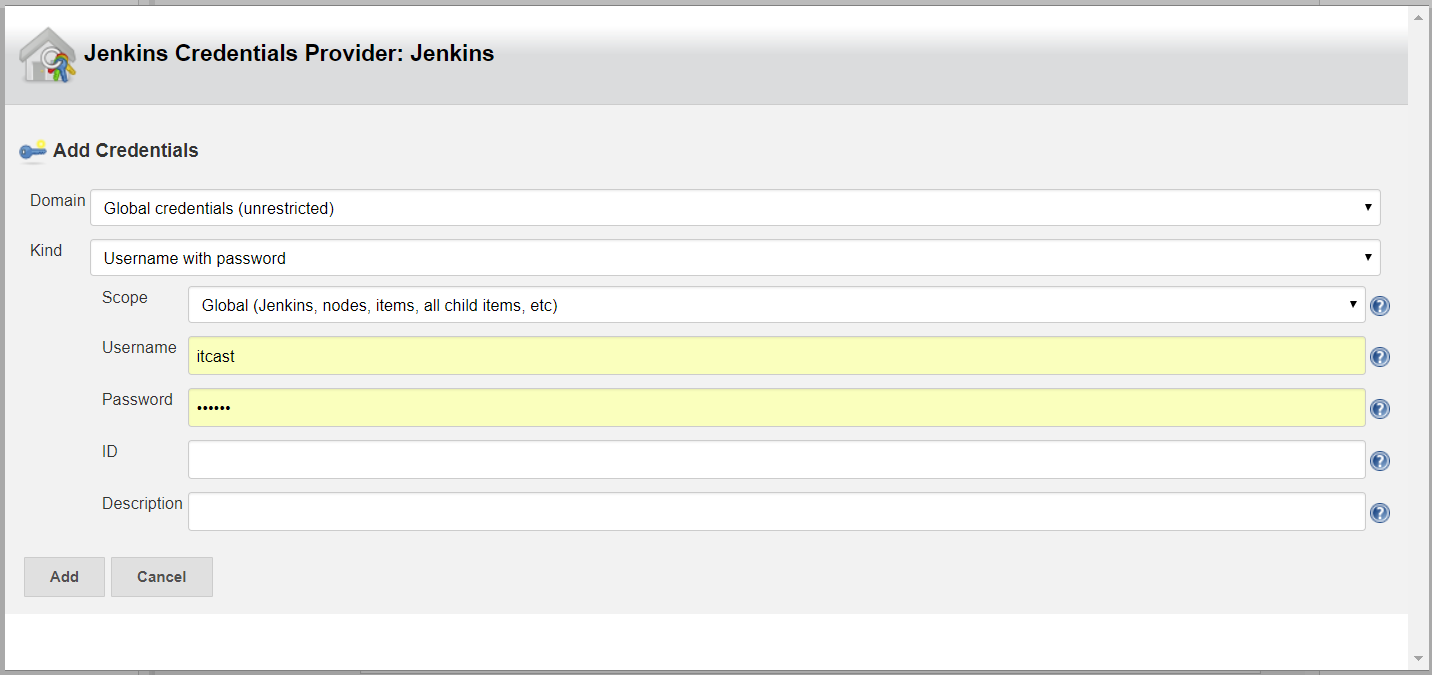 Jenkins Credentials Provider: Jenkins
Add Credentials
Domain Global credentials (unrestricted)
Kind Username with password
Scope Global (Jenkins, nodes, items, all child items, etc)
Username itcast
Password ••••••
ID
Description
Add Cancel